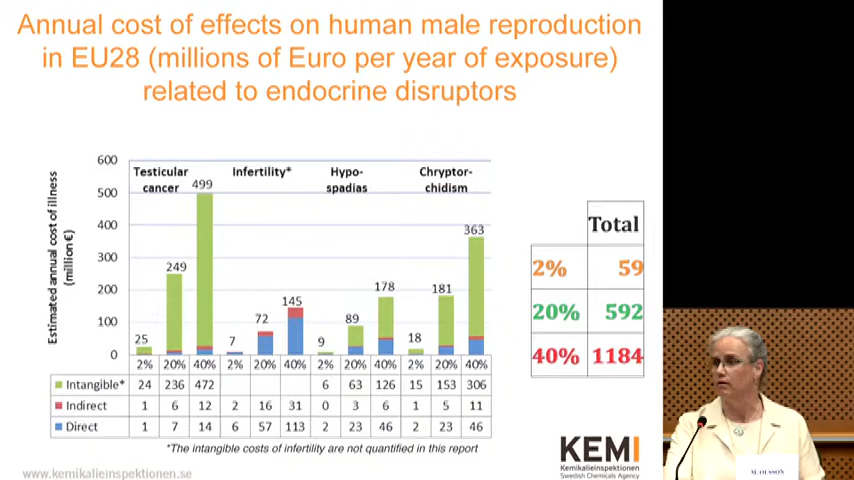 Annual cost of effects on human male reproduction
in EU28 (millions of Euro per year of exposure)
related to endocrine disruptors
Estimated annual cost of illness
(million €)
600
500
400
300
200
100
0
Testicular
cancer
Infertility*
Hypo-
spadias
Chryptor-
chidism
25 249 499 7 72 145 9 89 178 18 181 363
2% 20% 40% 2% 20% 40% 2% 20% 40% 2% 20% 40%
Intangible* 24 236 472 6 63 126 15 153 306
Indirect 1 6 12 2 16 31 0 3 6 1 5 11
Direct 1 7 14 6 57 113 2 23 46 2 23 46
*The intangible costs of infertility are not quantified in this report
Total
2% 59
20% 592
40% 1184
www.kemikalieinspektionen.se
KEMI
Kemikalieinspektionen
Swedish Chemicals Agency
M. OLSSON